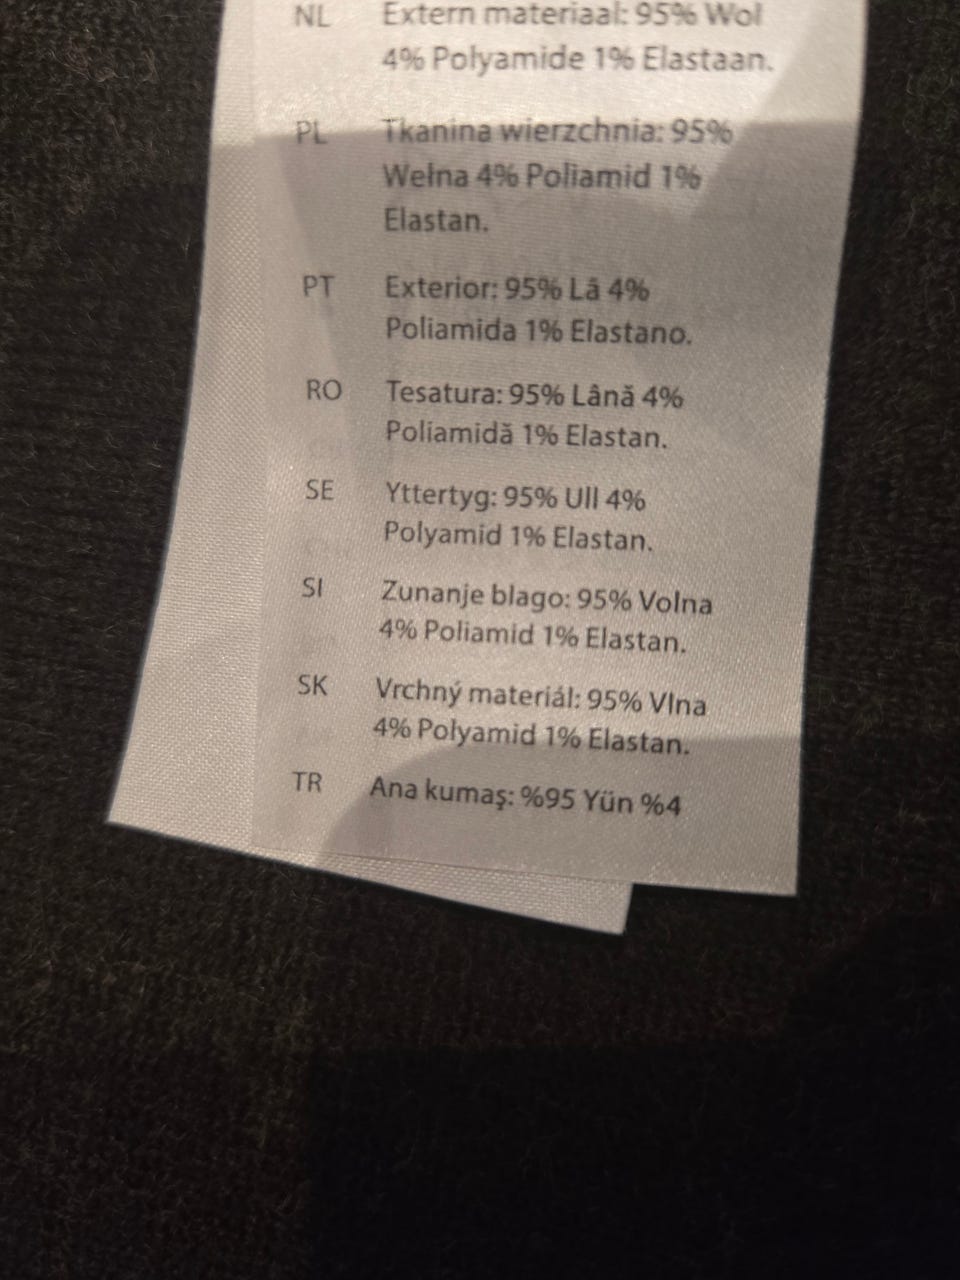 NL Extern materiaal: 95% Wol
4% Polyamide 1% Elastaan.
PL Tkanina wierzchnia: 95%
Wełna 4% Poliamid 1%
Elastan.
PT Exterior: 95% Lã 4%
Poliamida 1% Elastano.
RO Tesatura: 95% Lână 4%
Poliamidă 1% Elastan.
SE Yttertyg: 95% Ull 4%
Polyamid 1% Elastan.
SI Zunanje blago: 95% Volna
4% Poliamid 1% Elastan.
SK Vrchný materiál: 95% Vlna
4% Polyamid 1% Elastan.
TR Ana kumaş: %95 Yün %4